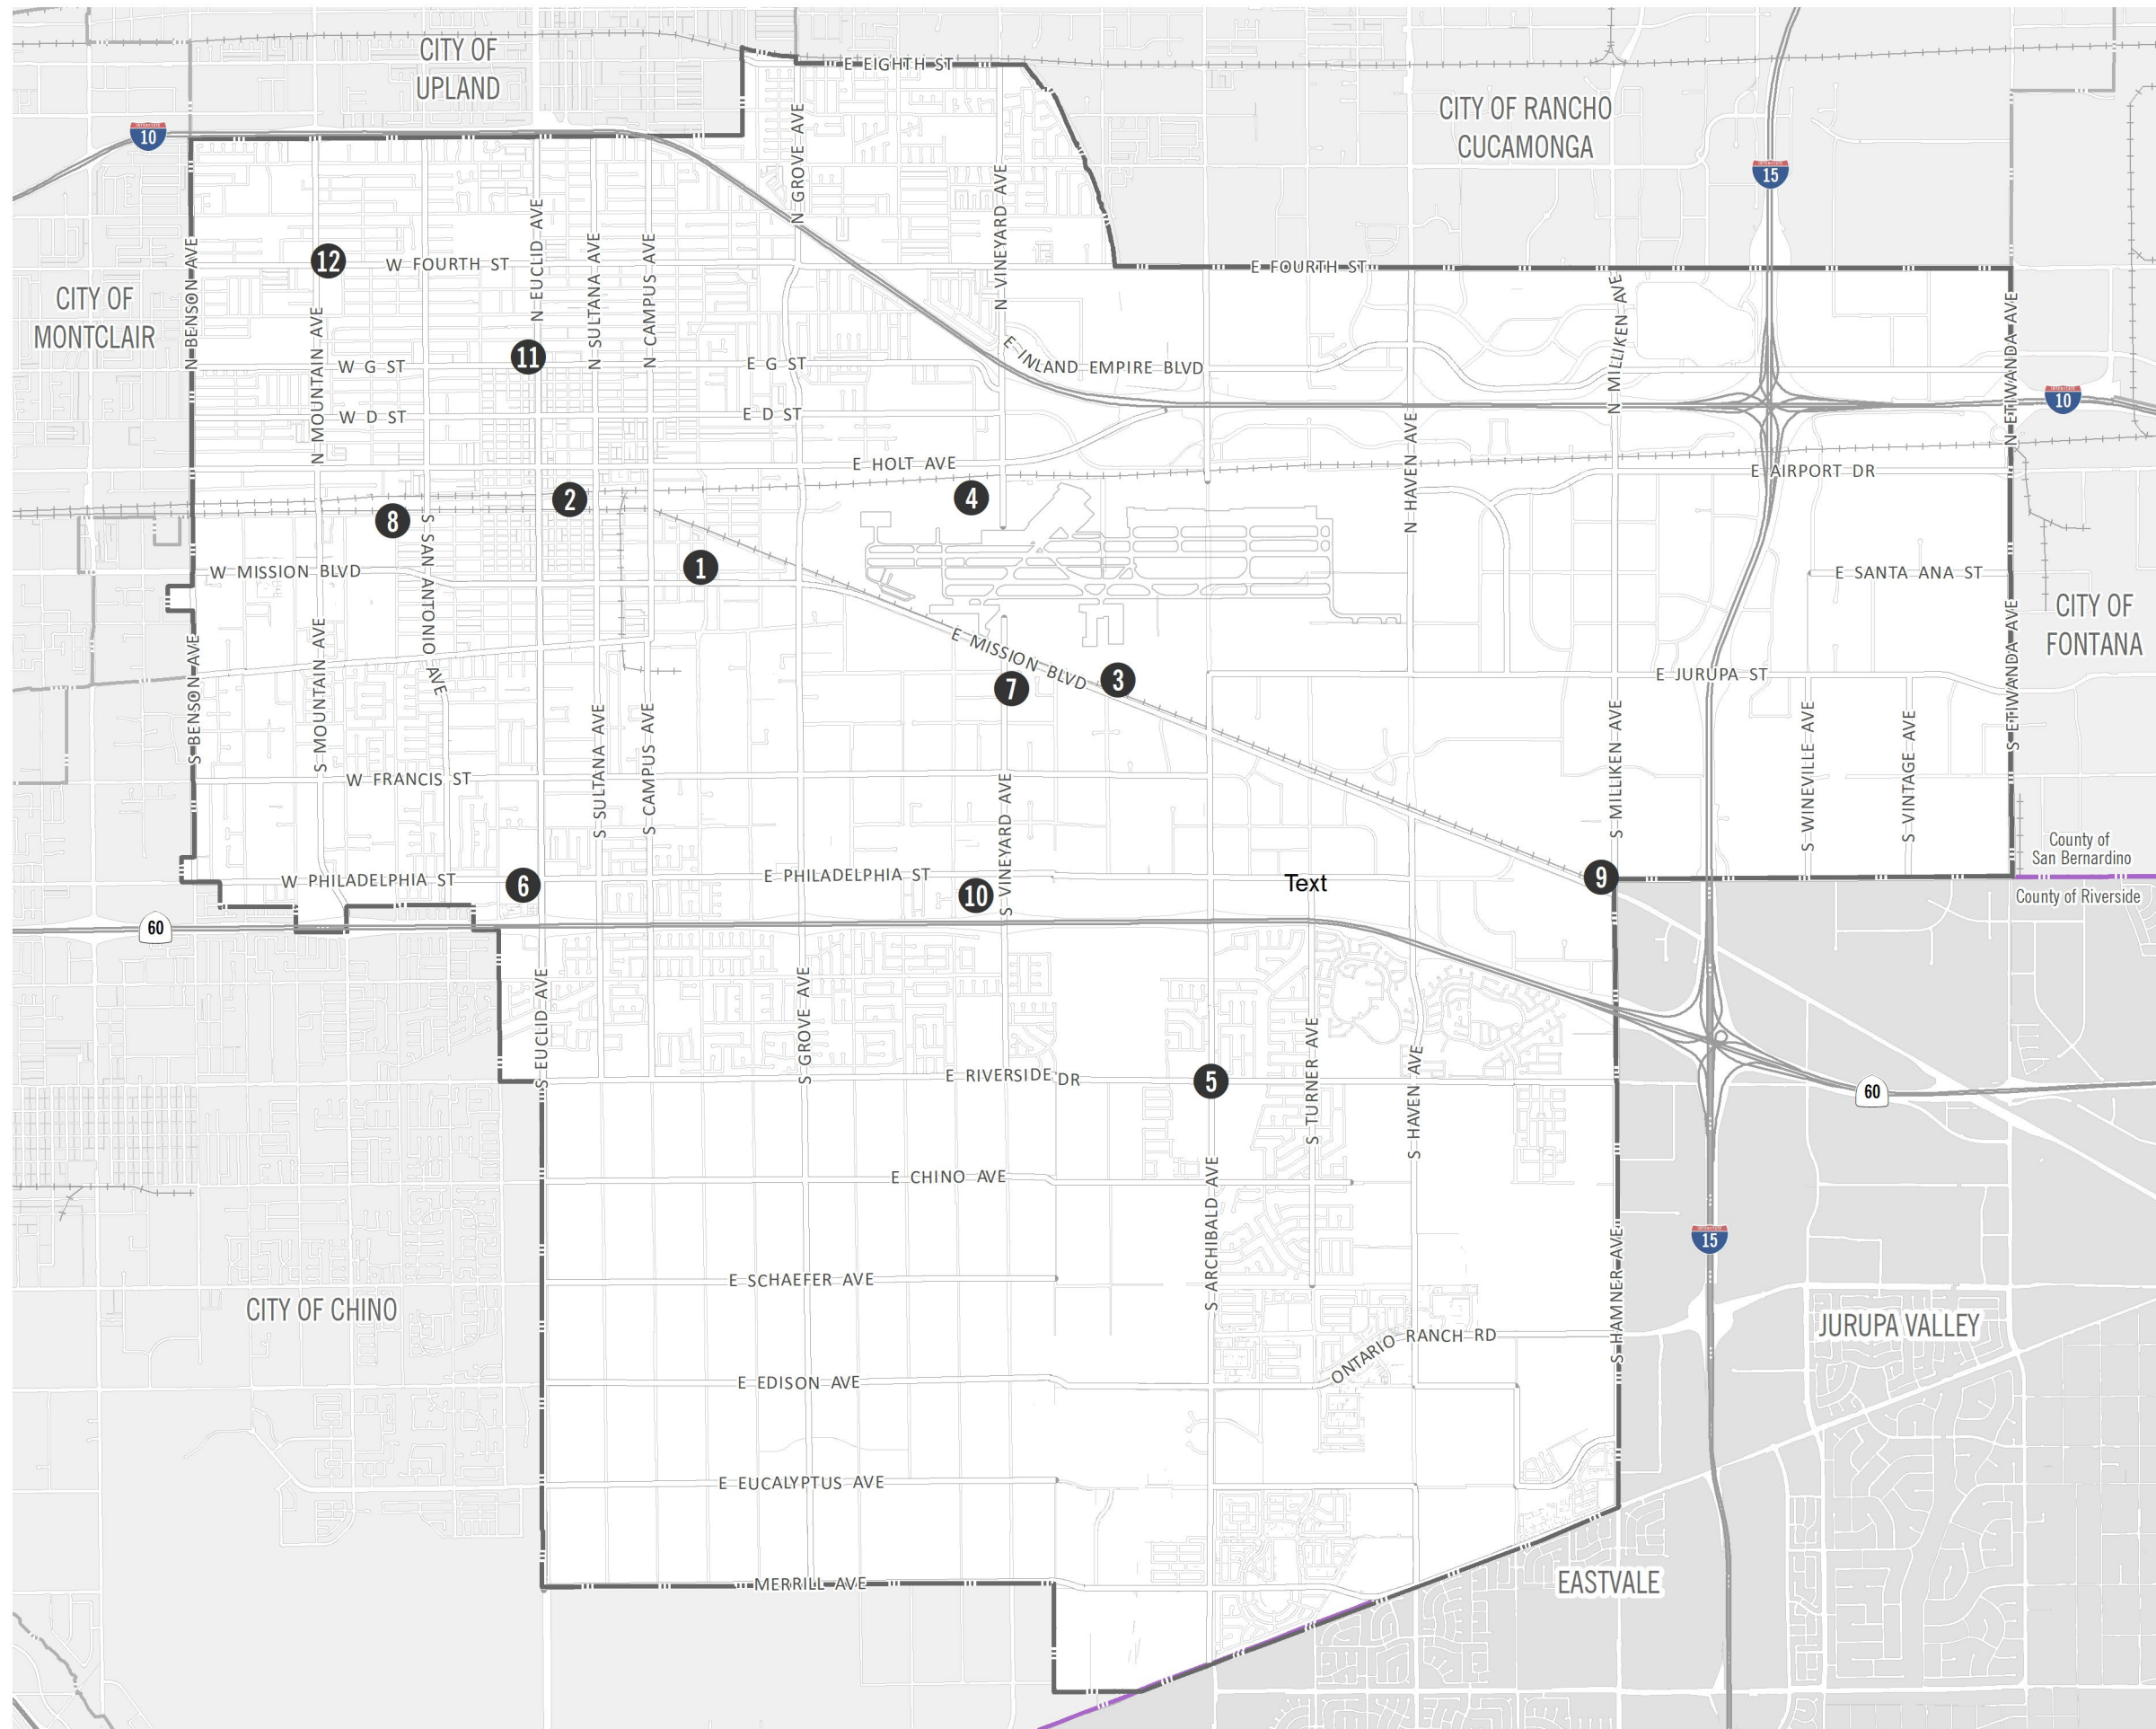 CITY OF
UPLAND
E EIGHTH ST
CITY OF RANCHO
CUCAMONGA
INTERSTATE
10
INTERSTATE
15
N GROVE AVE
N VINEYARD AVE
N EUCLID AVE
N SULTANA AVE
N CAMPUS AVE
N BENSON AVE
12
W FOURTH ST
E FOURTH ST
CITY OF
MONTCLAIR
N MOUNTAIN AVE
N MILLIKEN AVE
N ETIWANDA AVE
11
W G ST
E G ST
E INLAND EMPIRE BLVD
INTERSTATE
10
W D ST
E D ST
N HAVEN AVE
E HOLT AVE
E AIRPORT DR
2
4
8
S SAN ANTONIO AVE
1
W MISSION BLVD
E SANTA ANA ST
CITY OF
FONTANA
S BENSON AVE
S MOUNTAIN AVE
E MISSION BLVD
3
7
E JURUPA ST
S ETIWANDA AVE
S SULTANA AVE
S CAMPUS AVE
S VINEYARD AVE
S MILLIKEN AVE
S WINEVILLE AVE
S VINTAGE AVE
W FRANCIS ST
County of
San Bernardino
County of Riverside
W PHILADELPHIA ST
6
E PHILADELPHIA ST
10
Text
9
60
S EUCLID AVE
S GROVE AVE
S TURNER AVE
S HAVEN AVE
E RIVERSIDE DR
5
60
E CHINO AVE
S ARCHIBALD AVE
INTERSTATE
15
S HAMNER AVE
E SCHAEFER AVE
CITY OF CHINO
JURUPA VALLEY
ONTARIO RANCH RD
E EDISON AVE
E EUCALYPTUS AVE
MERRILL AVE
EASTVALE